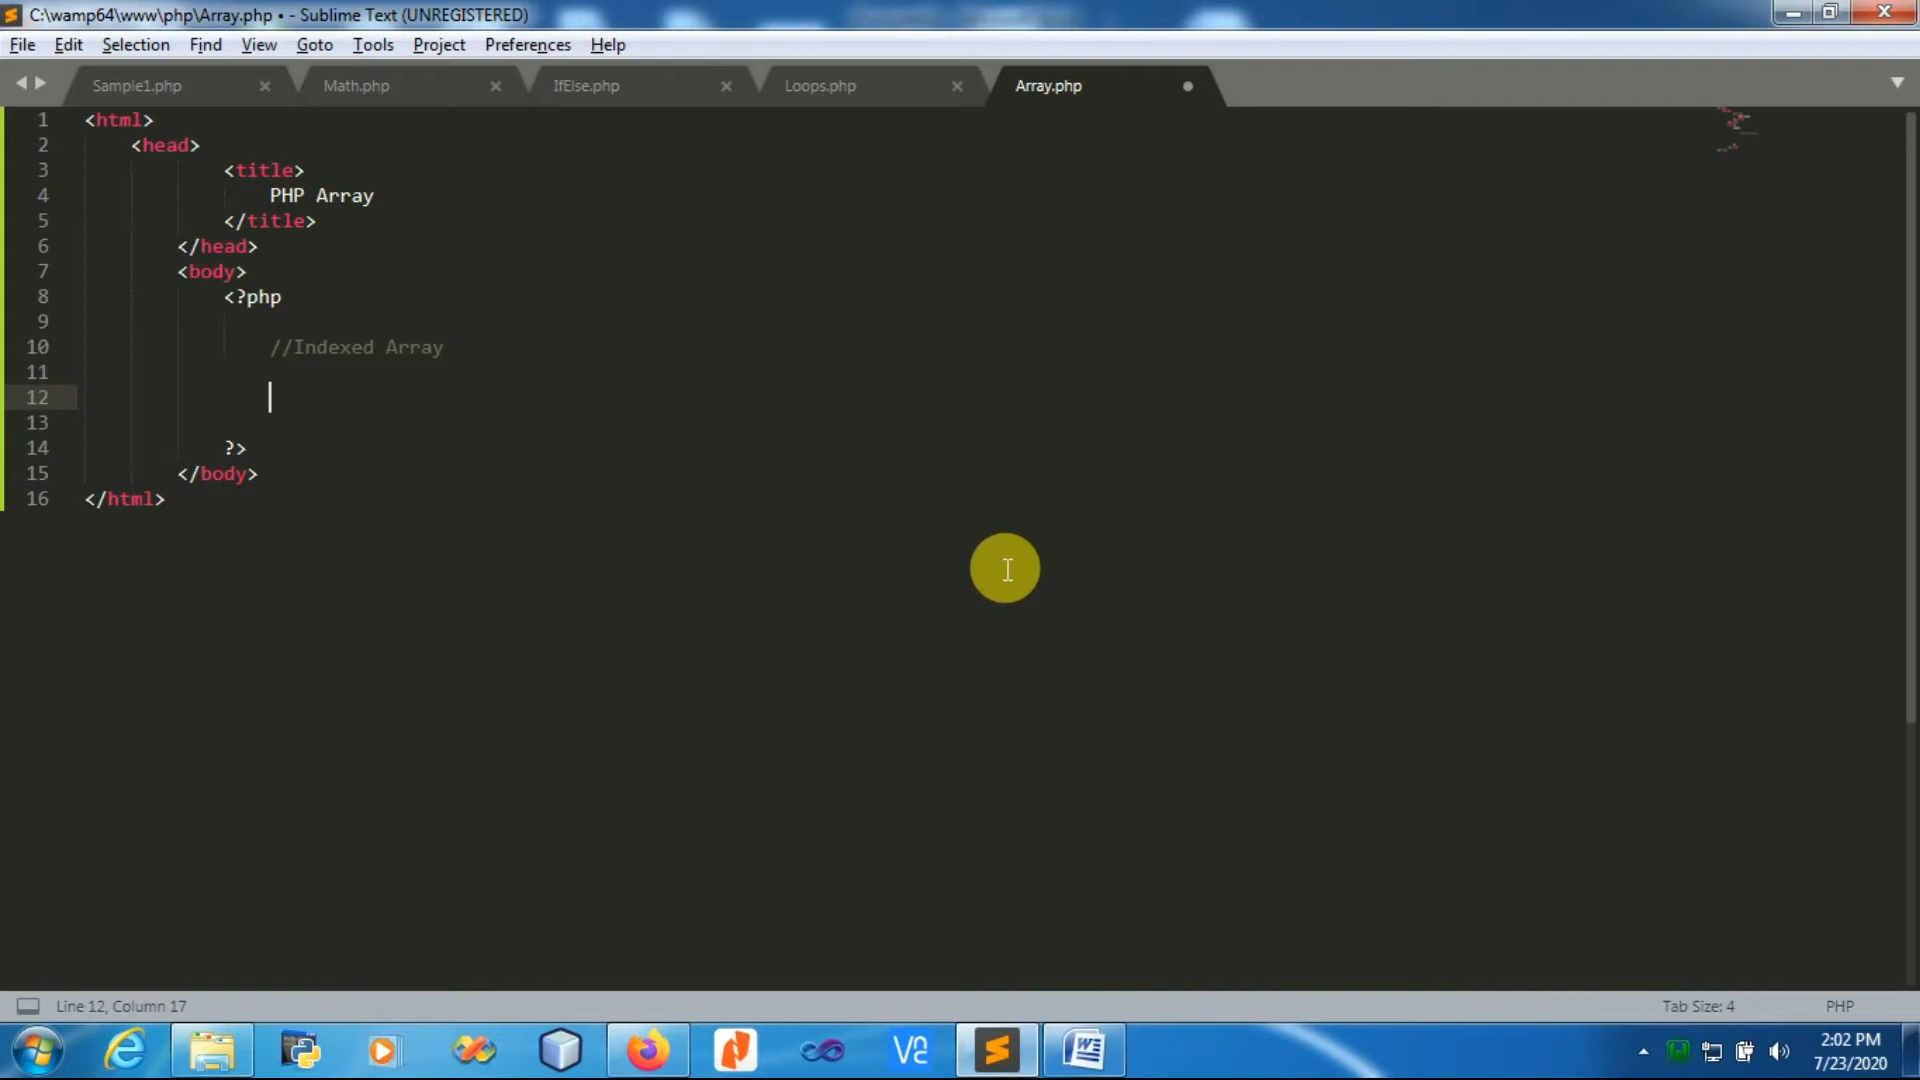 C:\wamp64\www\php\Array.php • - Sublime Text (UNREGISTERED)
File Edit Selection Find View Goto Tools Project Preferences Help
Sample1.php Math.php IfElse.php Loops.php Array.php
1 <html>
2 <head>
3 <title>
4 PHP Array
5 </title>
6 </head>
7 <body>
8 <?php
9
10 //Indexed Array
11
12
13
14 ?>
15 </body>
16 </html>
Line 12, Column 17 Tab Size: 4 PHP
2:02 PM
7/23/2020